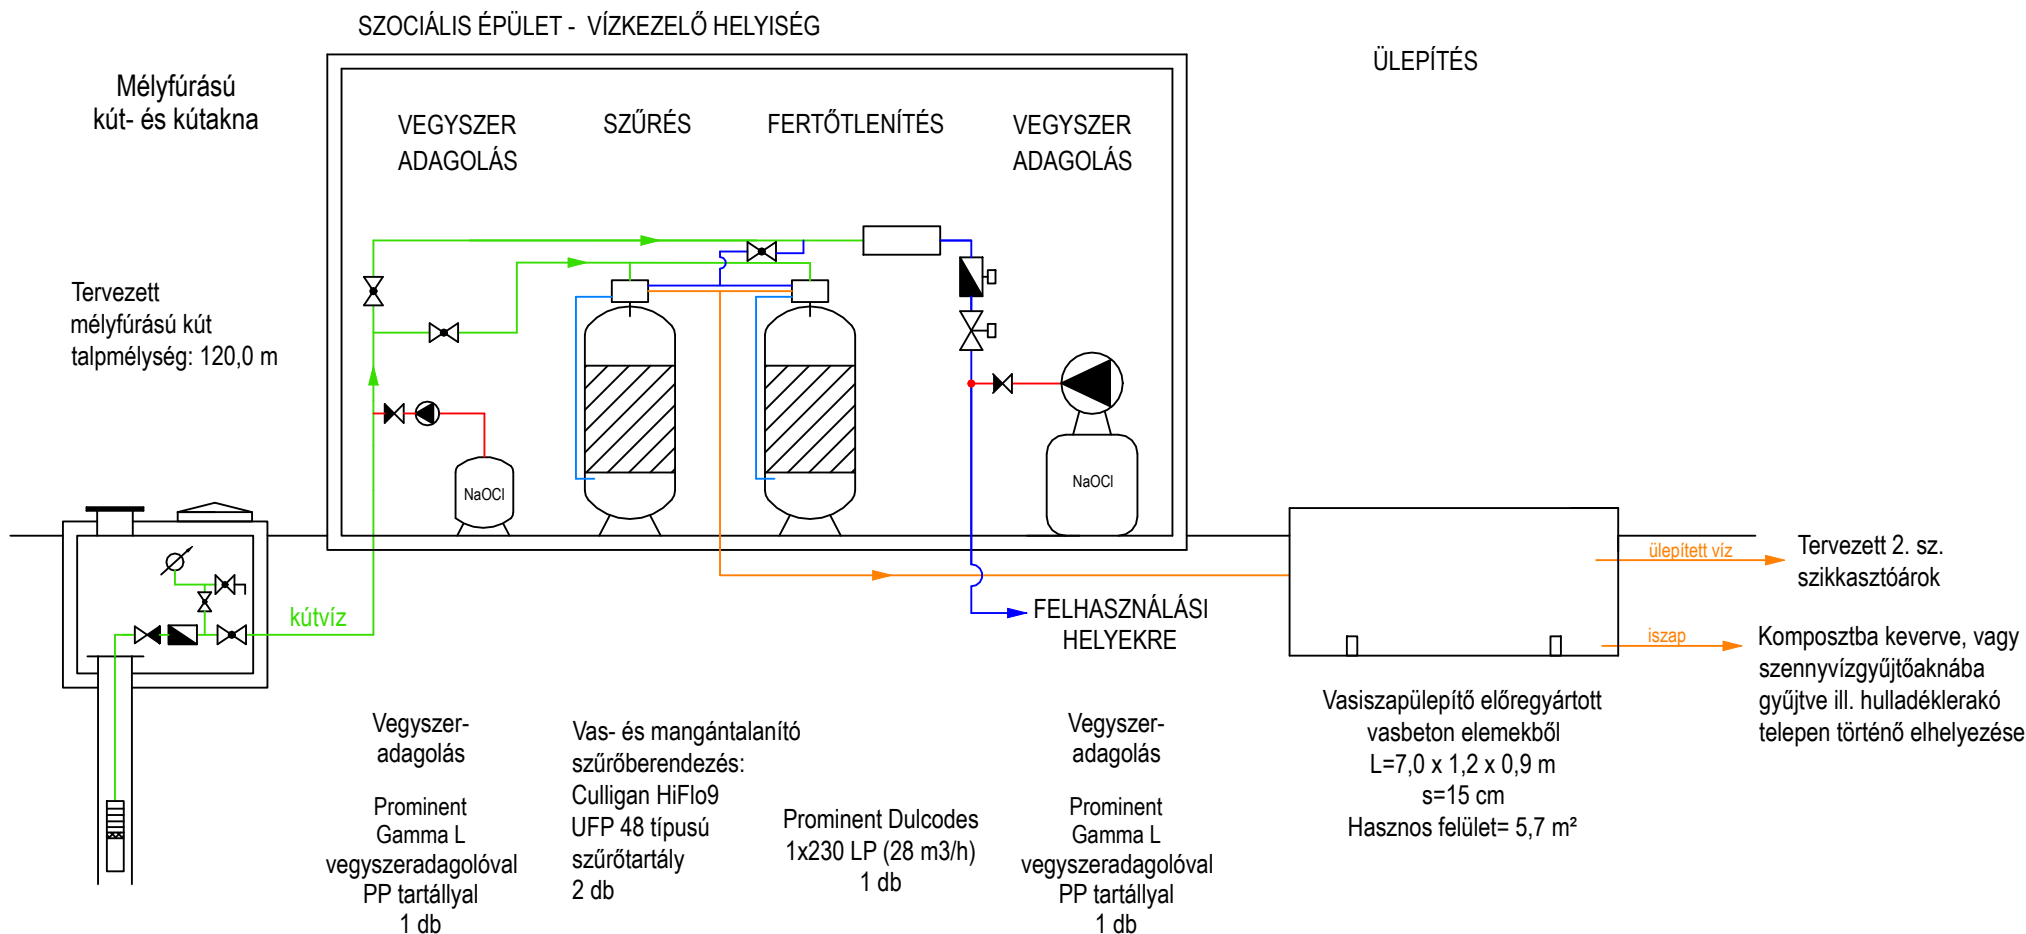 SZOCIÁLIS ÉPÜLET - VÍZKEZELŐ HELYISÉG
ÜLEPÍTÉS
Mélyfúrású
kút- és kútakna
VEGYSZER
ADAGOLÁS
SZŰRÉS
FERTŐTLENÍTÉS
VEGYSZER
ADAGOLÁS
Tervezett
mélyfúrású kút
talpmélység: 120,0 m
NaOCl
NaOCl
kútvíz
FELHASZNÁLÁSI
HELYEKRE
ülepített víz
Tervezett 2. sz.
szikkasztóárok
iszap
Komposztba keverve, vagy
szennyvízgyűjtőaknába
gyűjtve ill. hulladéklerakó
telepen történő elhelyezése
Vegyszer-
adagolás
Prominent
Gamma L
vegyszeradagolóval
PP tartállyal
1 db
Vas- és mangántalanító
szűrőberendezés:
Culligan HiFlo9
UFP 48 típusú
szűrőtartály
2 db
Prominent Dulcodes
1x230 LP (28 m3/h)
1 db
Vegyszer-
adagolás
Prominent
Gamma L
vegyszeradagolóval
PP tartállyal
1 db
Vasiszapülepítő előregyártott
vasbeton elemekből
L=7,0 x 1,2 x 0,9 m
s=15 cm
Hasznos felület= 5,7 m²